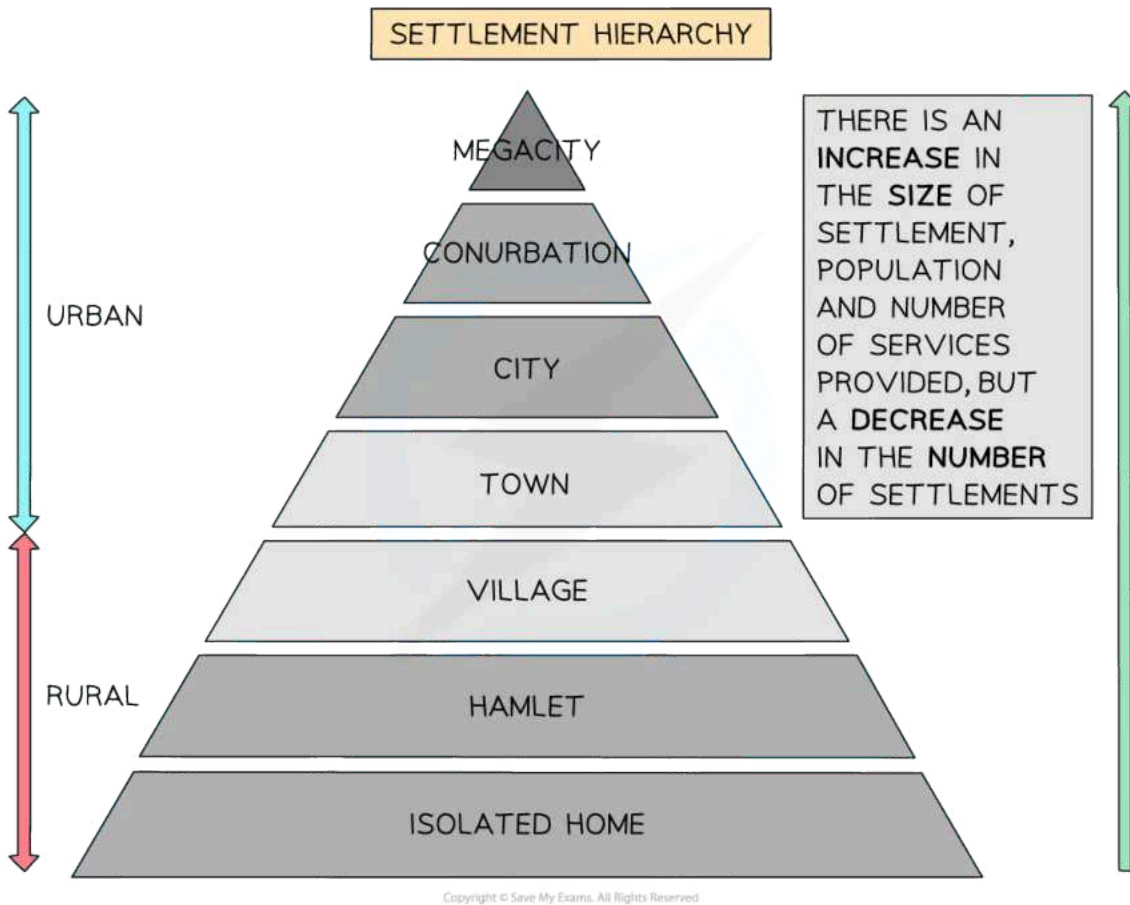 SETTLEMENT HIERARCHY
MEGACITY
CONURBATION
CITY
TOWN
VILLAGE
HAMLET
ISOLATED HOME
URBAN
RURAL
THERE IS AN
INCREASE IN
THE SIZE OF
SETTLEMENT,
POPULATION
AND NUMBER
OF SERVICES
PROVIDED, BUT
A DECREASE
IN THE NUMBER
OF SETTLEMENTS
Copyright © Save My Exams. All Rights Reserved